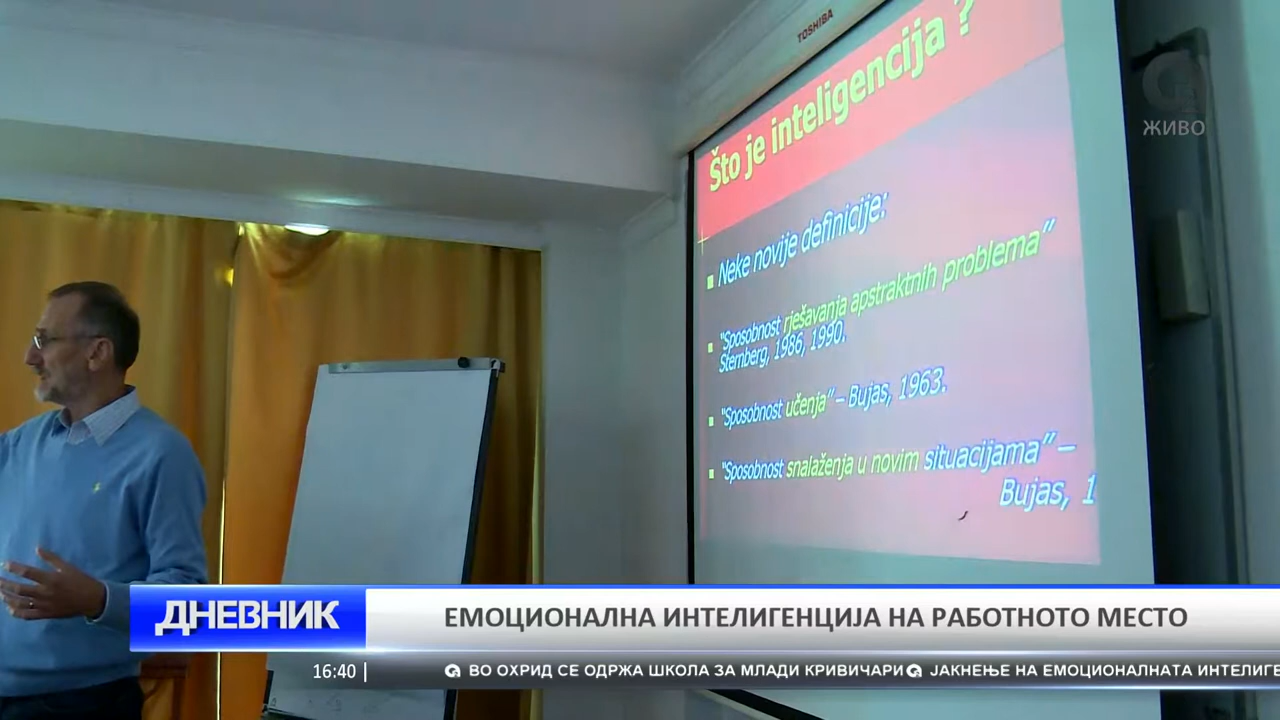 TOSHIBA
Što je inteligencija ?
ЖИВО
Neke novije definicije:
"Sposobnost rješavanja apstraktnih problema”
Sternberg, 1986, 1990.
"Sposobnost učenja” – Bujas, 1963.
"Sposobnost snalaženja u novim situacijama” –
Bujas, 1
ДНЕВНИК
ЕМОЦИОНАЛНА ИНТЕЛИГЕНЦИЈА НА РАБОТНОТО МЕСТО
16:40
ВО ОХРИД СЕ ОДРЖА ШКОЛА ЗА МЛАДИ КРИВИЧАРИ
ЈАКНЕЊЕ НА ЕМОЦИОНАЛНАТА ИНТЕЛИГЕ